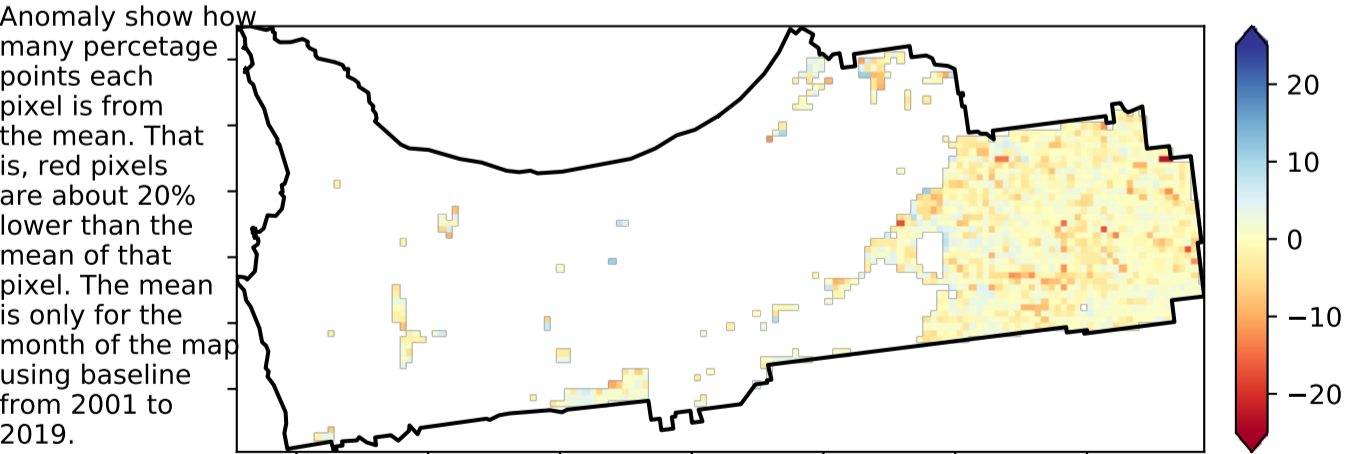 Anomaly show how
many percetage
points each
pixel is from
the mean. That
is, red pixels
are about 20%
lower than the
mean of that
pixel. The mean
is only for the
month of the map
using baseline
from 2001 to
2019.
20
10
0
−10
−20